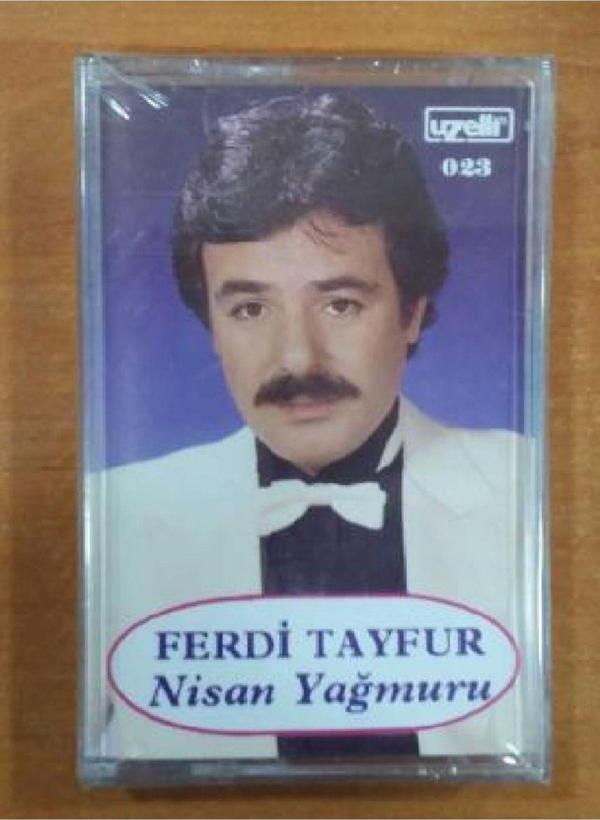 uzelli
023
FERDİ TAYFUR
Nisan Yağmuru